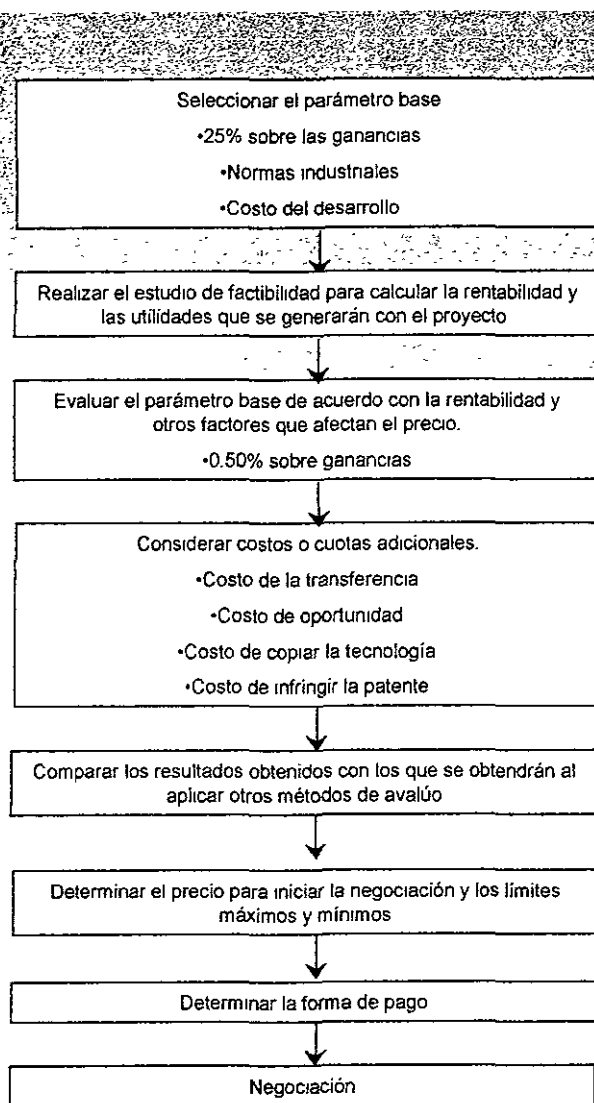 Seleccionar el parámetro base
•25% sobre las ganancias
•Normas industriales
•Costo del desarrollo
Realizar el estudio de factibilidad para calcular la rentabilidad y
las utilidades que se generarán con el proyecto
Evaluar el parámetro base de acuerdo con la rentabilidad y
otros factores que afectan el precio.
•0.50% sobre ganancias
Considerar costos o cuotas adicionales.
•Costo de la transferencia
•Costo de oportunidad
•Costo de copiar la tecnología
•Costo de infringir la patente
Comparar los resultados obtenidos con los que se obtendrán al
aplicar otros métodos de avalúo
Determinar el precio para iniciar la negociación y los límites
máximos y mínimos
Determinar la forma de pago
Negociación